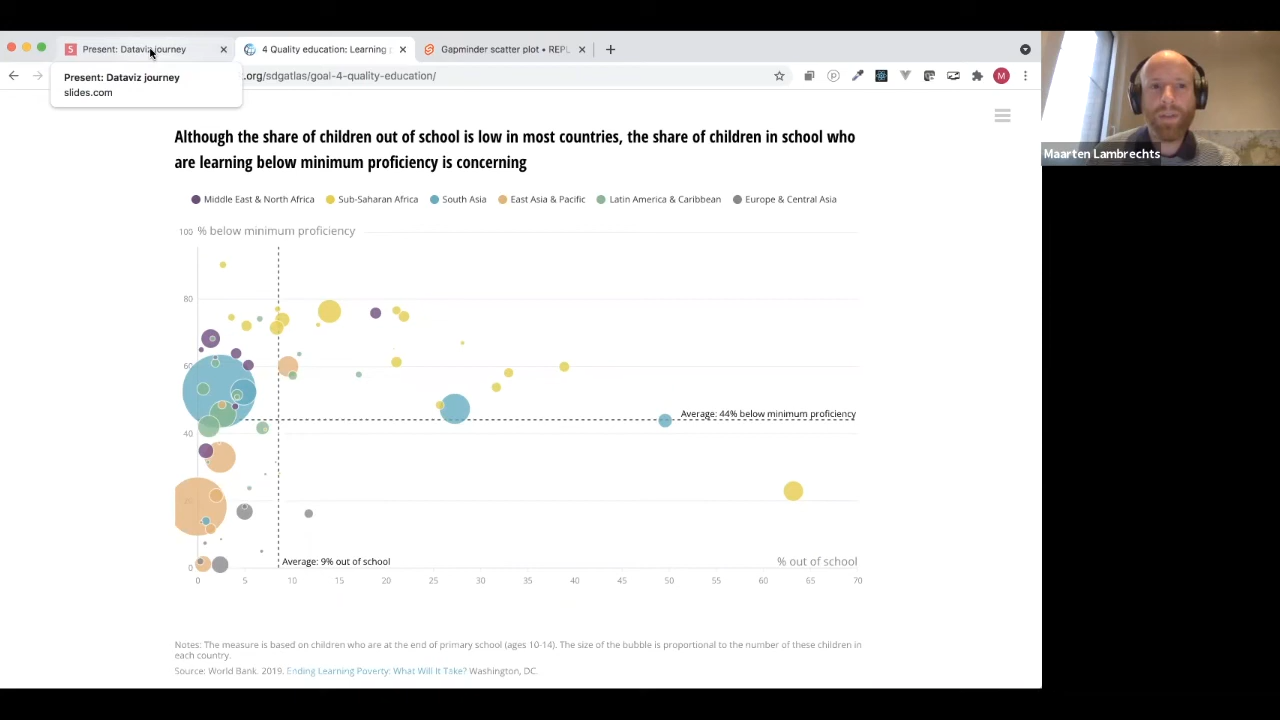 Present: Dataviz journey
4 Quality education: Learning
Gapminder scatter plot • REPL
Present: Dataviz journey
slides.com
.org/sdgatlas/goal-4-quality-education/
M
Maarten Lambrechts
Although the share of children out of school is low in most countries, the share of children in school who
are learning below minimum proficiency is concerning
Middle East & North Africa
Sub-Saharan Africa
South Asia
East Asia & Pacific
Latin America & Caribbean
Europe & Central Asia
100
% below minimum proficiency
80
60
Average: 44% below minimum proficiency
40
20
Average: 9% out of school
% out of school
0
0 5 10 15 20 25 30 35 40 45 50 55 60 65 70
Notes: The measure is based on children who are at the end of primary school (ages 10-14). The size of the bubble is proportional to the number of these children in
each country.
Source: World Bank. 2019. Ending Learning Poverty: What Will It Take? Washington, DC.